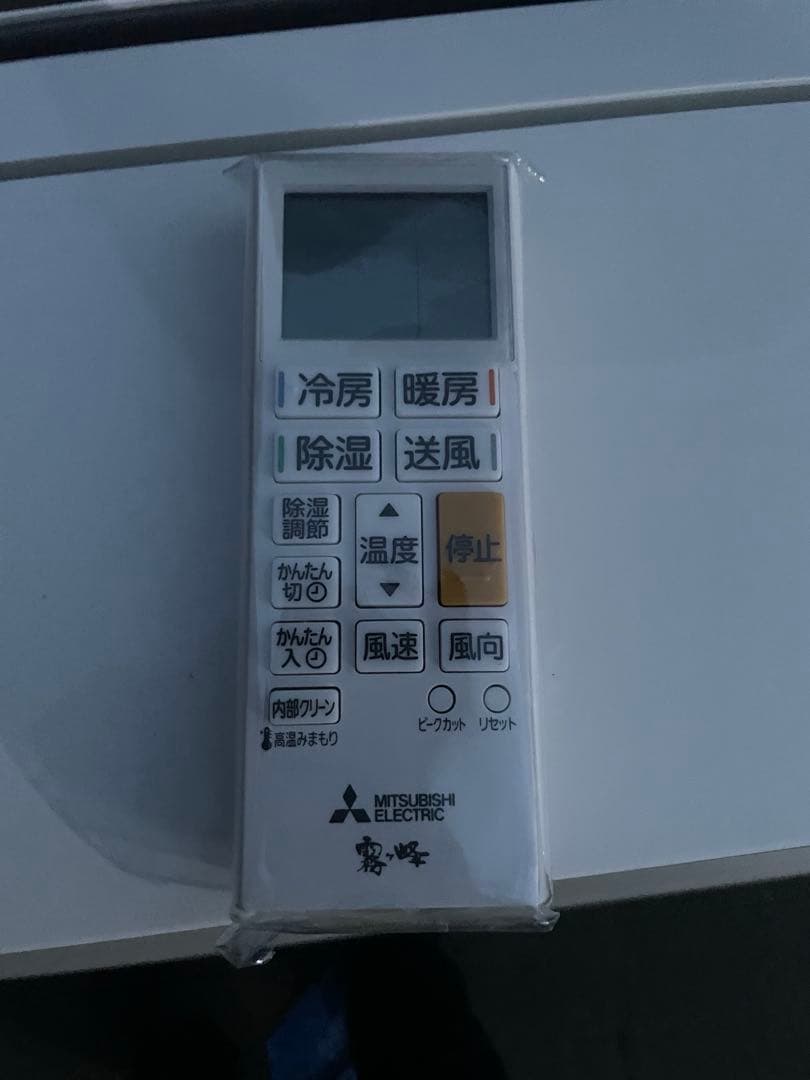 冷房 暖房
除湿 送風
除湿
調節
▲
温度
▼
停止
かんたん
切
かんたん
入
風速 風向
内部クリーン
高温みまもり
ピークカット リセット
MITSUBISHI
ELECTRIC
霧ヶ峰